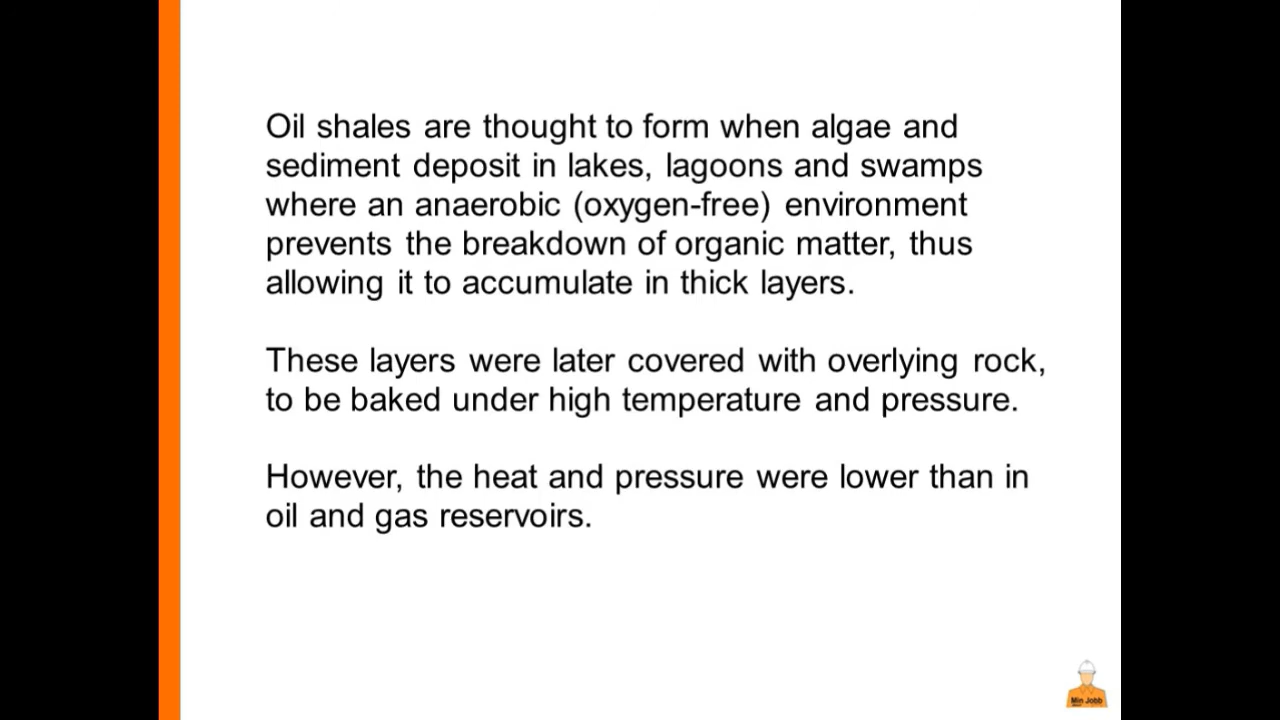 Oil shales are thought to form when algae and
sediment deposit in lakes, lagoons and swamps
where an anaerobic (oxygen-free) environment
prevents the breakdown of organic matter, thus
allowing it to accumulate in thick layers.
These layers were later covered with overlying rock,
to be baked under high temperature and pressure.
However, the heat and pressure were lower than in
oil and gas reservoirs.
Min Jobb